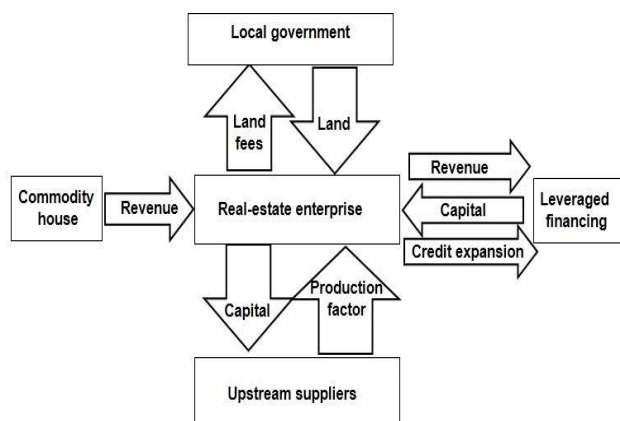 Local government
Land
fees
Land
Commodity
house
Revenue
Real-estate enterprise
Revenue
Capital
Credit expansion
Leveraged
financing
Capital
Production
factor
Upstream suppliers